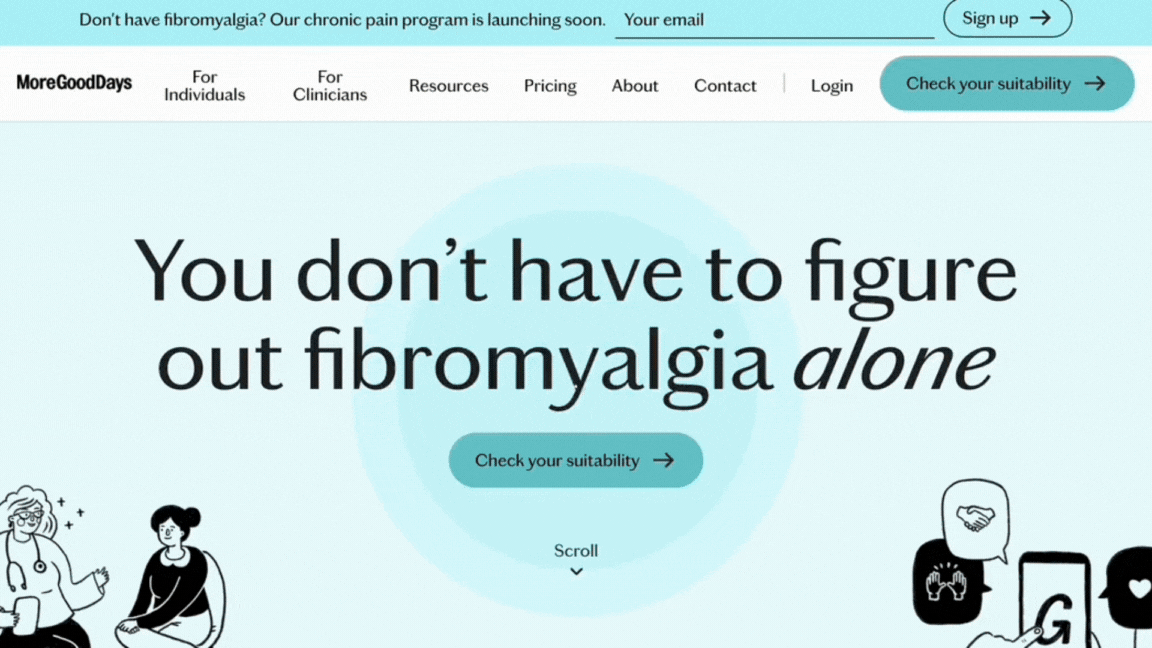 Don't have fibromyalgia? Our chronic pain program is launching soon. Your email Sign up →
MoreGoodDays
For Individuals
For Clinicians
Resources
Pricing
About
Contact
Login
Check your suitability →
You don’t have to figure
out fibromyalgia alone
Check your suitability →
Scroll
G